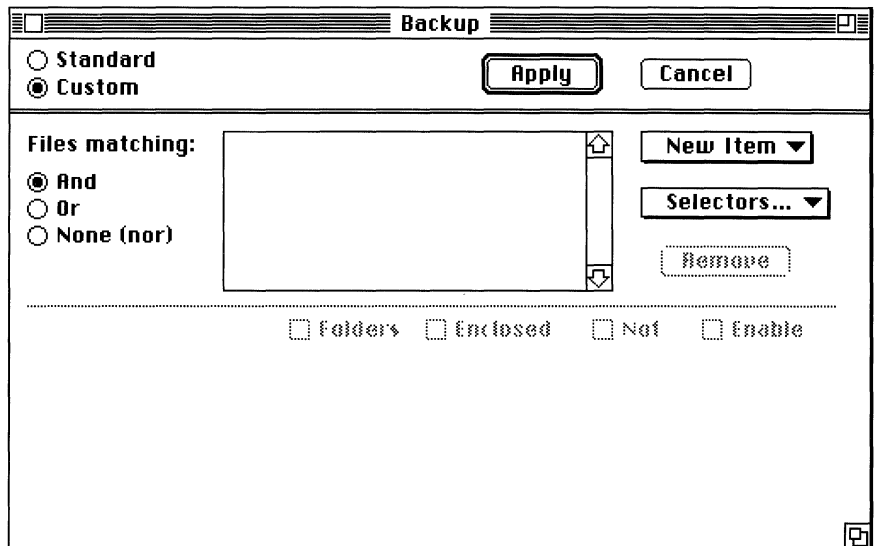 Backup
Standard
Custom
Apply
Cancel
Files matching:
And
Or
None (nor)
New Item
Selectors...
Remove
Folders
Enclosed
Not
Enable